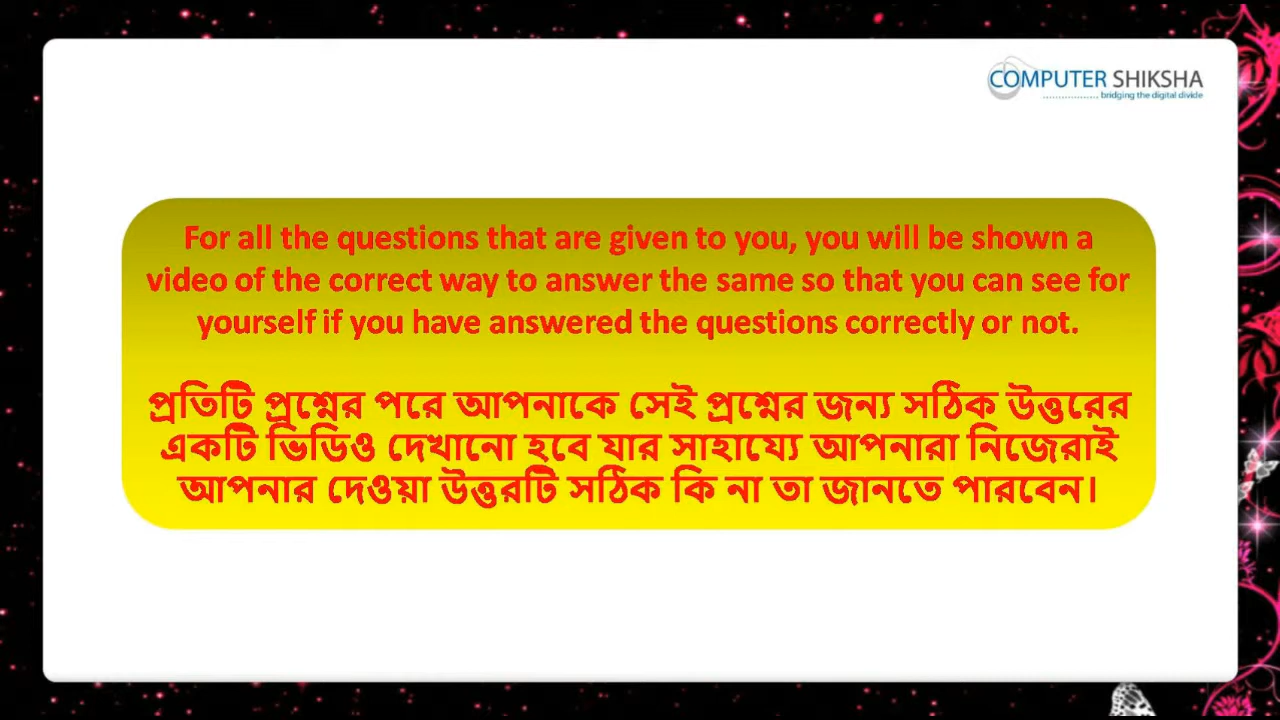 COMPUTER SHIKSHA
.................. bridging the digital divide
For all the questions that are given to you, you will be shown a
video of the correct way to answer the same so that you can see for
yourself if you have answered the questions correctly or not.
প্রতিটি প্রশ্নের পরে আপনাকে সেই প্রশ্নের জন্য সঠিক উত্তরের
একটি ভিডিও দেখানো হবে যার সাহায্যে আপনারা নিজেরাই
আপনার দেওয়া উত্তরটি সঠিক কি না তা জানতে পারবেন।